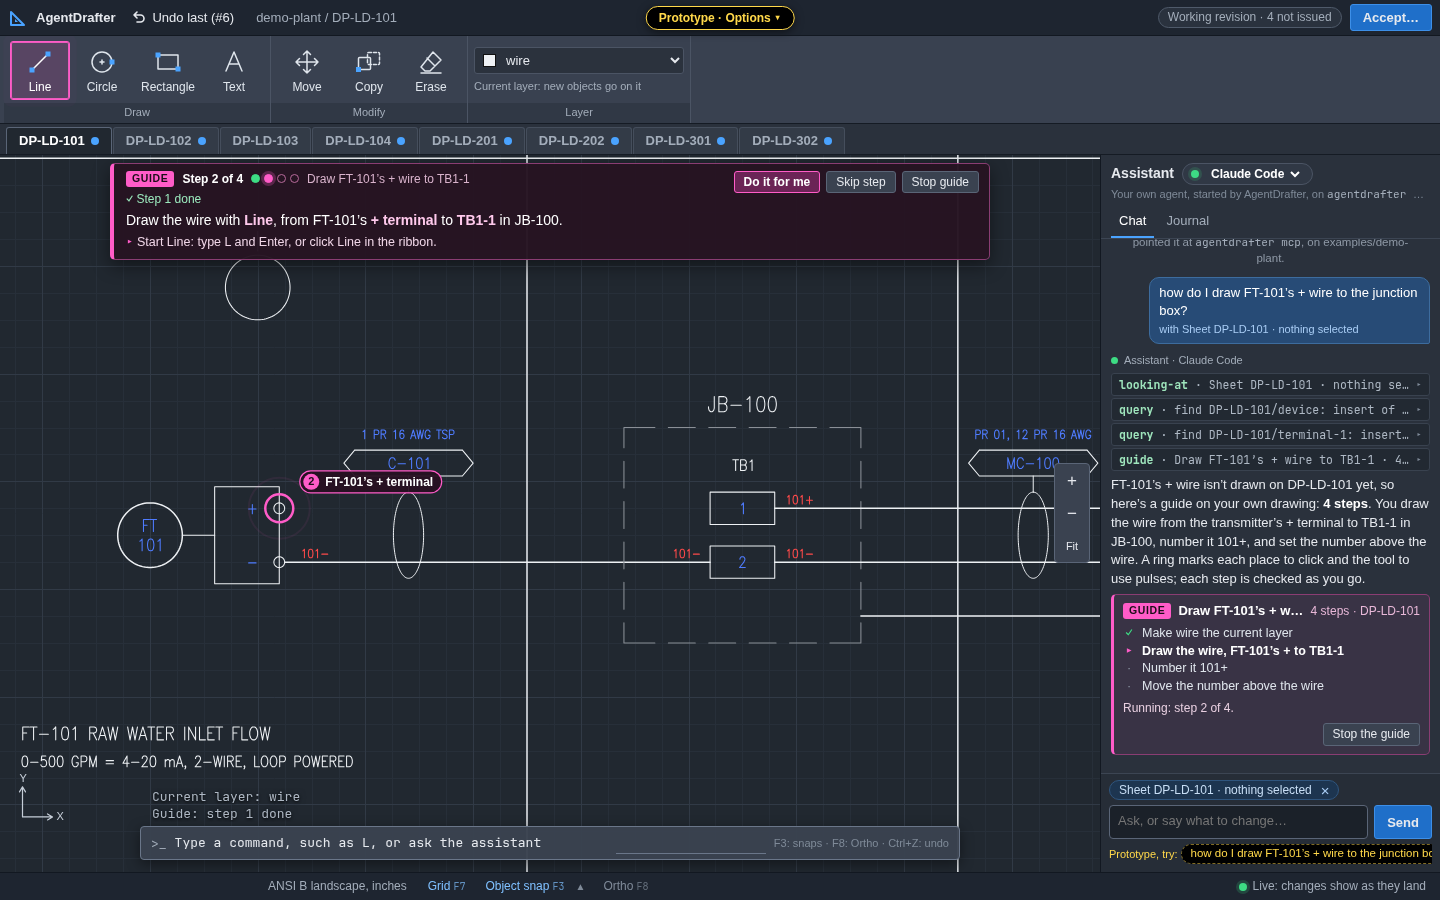 AgentDrafter Undo last (#6) demo-plant / DP-LD-101 Prototype · Options ▾ Working revision · 4 not issued Accept…
Line Circle Rectangle Text Move Copy Erase wire
Current layer: new objects go on it
Draw Modify Layer
DP-LD-101 DP-LD-102 DP-LD-103 DP-LD-104 DP-LD-201 DP-LD-202 DP-LD-301 DP-LD-302
GUIDE Step 2 of 4 Draw FT-101's + wire to TB1-1 Do it for me Skip step Stop guide
✓ Step 1 done
Draw the wire with Line, from FT-101's + terminal to TB1-1 in JB-100.
▸ Start Line: type L and Enter, or click Line in the ribbon.
JB-100
1 PR 16 AWG TSP
C-101
TB1
PR 01, 12 PR 16 AWG
MC-100
2 FT-101's + terminal
FT
101
+
−
101−
1
101+
101−
2
101−
+
−
Fit
FT-101 RAW WATER INLET FLOW
0-500 GPM = 4-20 mA, 2-WIRE, LOOP POWERED
Y
X
Current layer: wire
Guide: step 1 done
>_ Type a command, such as L, or ask the assistant F3: snaps · F8: Ortho · Ctrl+Z: undo
Assistant Claude Code
Your own agent, started by AgentDrafter, on agentdrafter …
Chat Journal
pointed it at agentdrafter mcp, on examples/demo-
plant.
how do I draw FT-101's + wire to the junction
box?
with Sheet DP-LD-101 · nothing selected
Assistant · Claude Code
looking-at · Sheet DP-LD-101 · nothing se… ▸
query · find DP-LD-101/device: insert of … ▸
query · find DP-LD-101/terminal-1: insert… ▸
guide · Draw FT-101's + wire to TB1-1 · 4… ▸
FT-101's + wire isn't drawn on DP-LD-101 yet, so
here's a guide on your own drawing: 4 steps. You draw
the wire from the transmitter's + terminal to TB1-1 in
JB-100, number it 101+, and set the number above the
wire. A ring marks each place to click and the tool to
use pulses; each step is checked as you go.
GUIDE Draw FT-101's + w… 4 steps · DP-LD-101
✓ Make wire the current layer
▸ Draw the wire, FT-101's + to TB1-1
· Number it 101+
· Move the number above the wire
Running: step 2 of 4.
Stop the guide
Sheet DP-LD-101 · nothing selected ×
Ask, or say what to change… Send
Prototype, try: how do I draw FT-101's + wire to the junction bo
ANSI B landscape, inches Grid F7 Object snap F3 ▲ Ortho F8 Live: changes show as they land